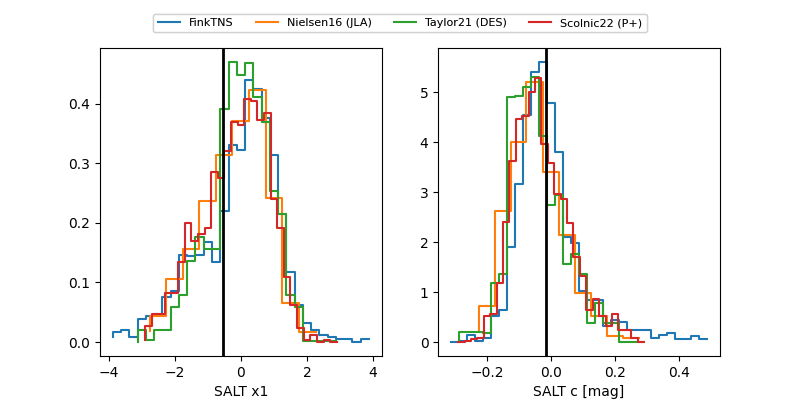 FinkTNS Nielsen16 (JLA) Taylor21 (DES) Scolnic22 (P+)
0.4
0.3
0.2
0.1
0.0
−4 −2 0 2 4
SALT x1
5
4
3
2
1
0
−0.2 0.0 0.2 0.4
SALT c [mag]